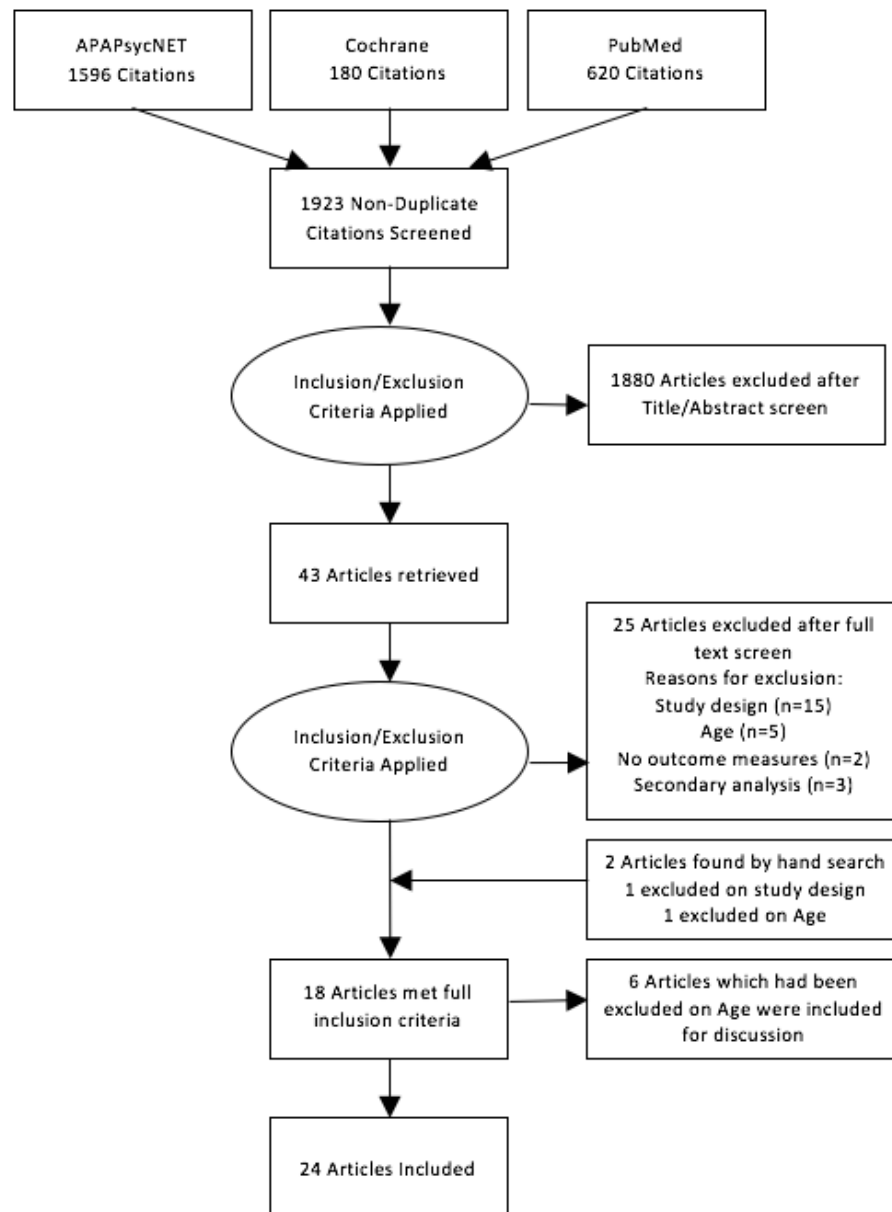 APAPsycNET
1596 Citations
Cochrane
180 Citations
PubMed
620 Citations
1923 Non-Duplicate
Citations Screened
Inclusion/Exclusion
Criteria Applied
1880 Articles excluded after
Title/Abstract screen
43 Articles retrieved
25 Articles excluded after full
text screen
Reasons for exclusion:
Study design (n=15)
Age (n=5)
No outcome measures (n=2)
Secondary analysis (n=3)
Inclusion/Exclusion
Criteria Applied
2 Articles found by hand search
1 excluded on study design
1 excluded on Age
18 Articles met full
inclusion criteria
6 Articles which had been
excluded on Age were included
for discussion
24 Articles Included